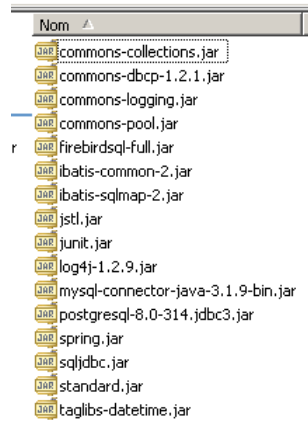 Nom
commons-collections.jar
commons-dbcp-1.2.1.jar
commons-logging.jar
commons-pool.jar
r
firebirdsql-full.jar
ibatis-common-2.jar
ibatis-sqlmap-2.jar
jstl.jar
junit.jar
log4j-1.2.9.jar
mysql-connector-java-3.1.9-bin.jar
postgresql-8.0-314.jdbc3.jar
spring.jar
sqljdbc.jar
standard.jar
taglibs-datetime.jar